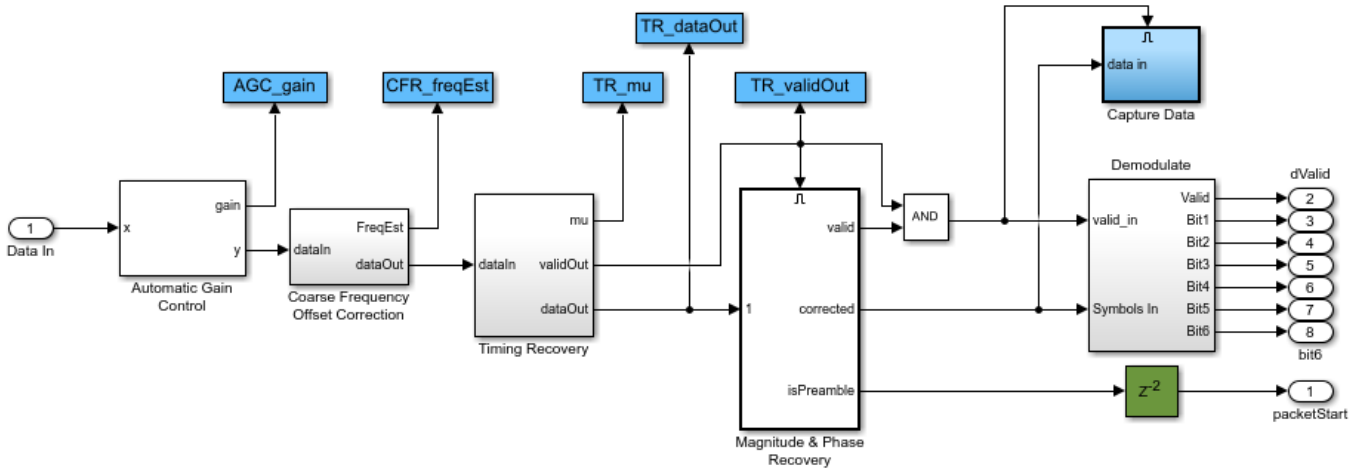 TR_dataOut
AGC_gain
CFR_freqEst
TR_mu
TR_validOut
data in
Capture Data
1
Data In
x
gain
y
Automatic Gain
Control
dataIn
FreqEst
dataOut
Coarse Frequency
Offset Correction
dataIn
mu
validOut
dataOut
Timing Recovery
1
valid
corrected
isPreamble
Magnitude & Phase
Recovery
AND
Demodulate
valid_in
Symbols In
Valid
Bit1
Bit2
Bit3
Bit4
Bit5
Bit6
dValid
2
3
4
5
6
7
8
bit6
Z-2
1
packetStart